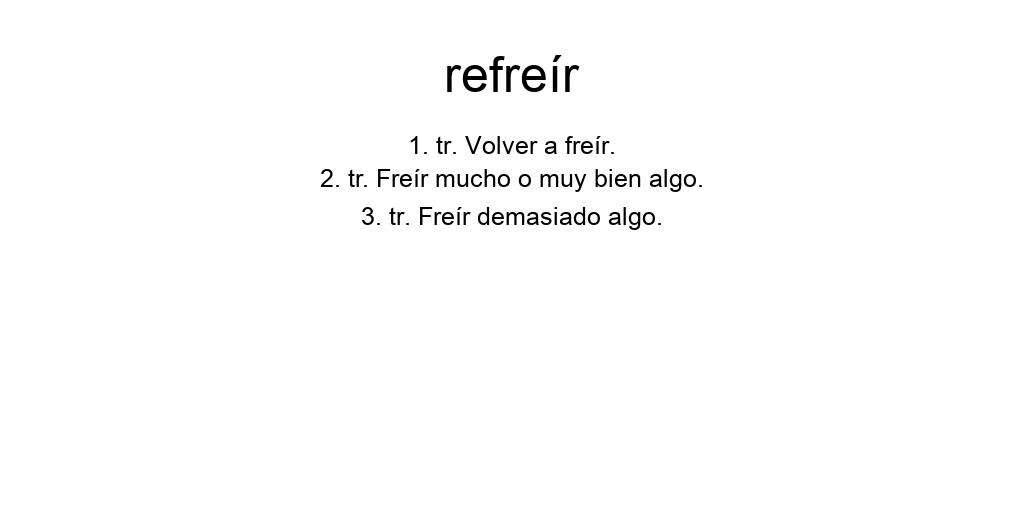 refreír
1. tr. Volver a freír.
2. tr. Freír mucho o muy bien algo.
3. tr. Freír demasiado algo.